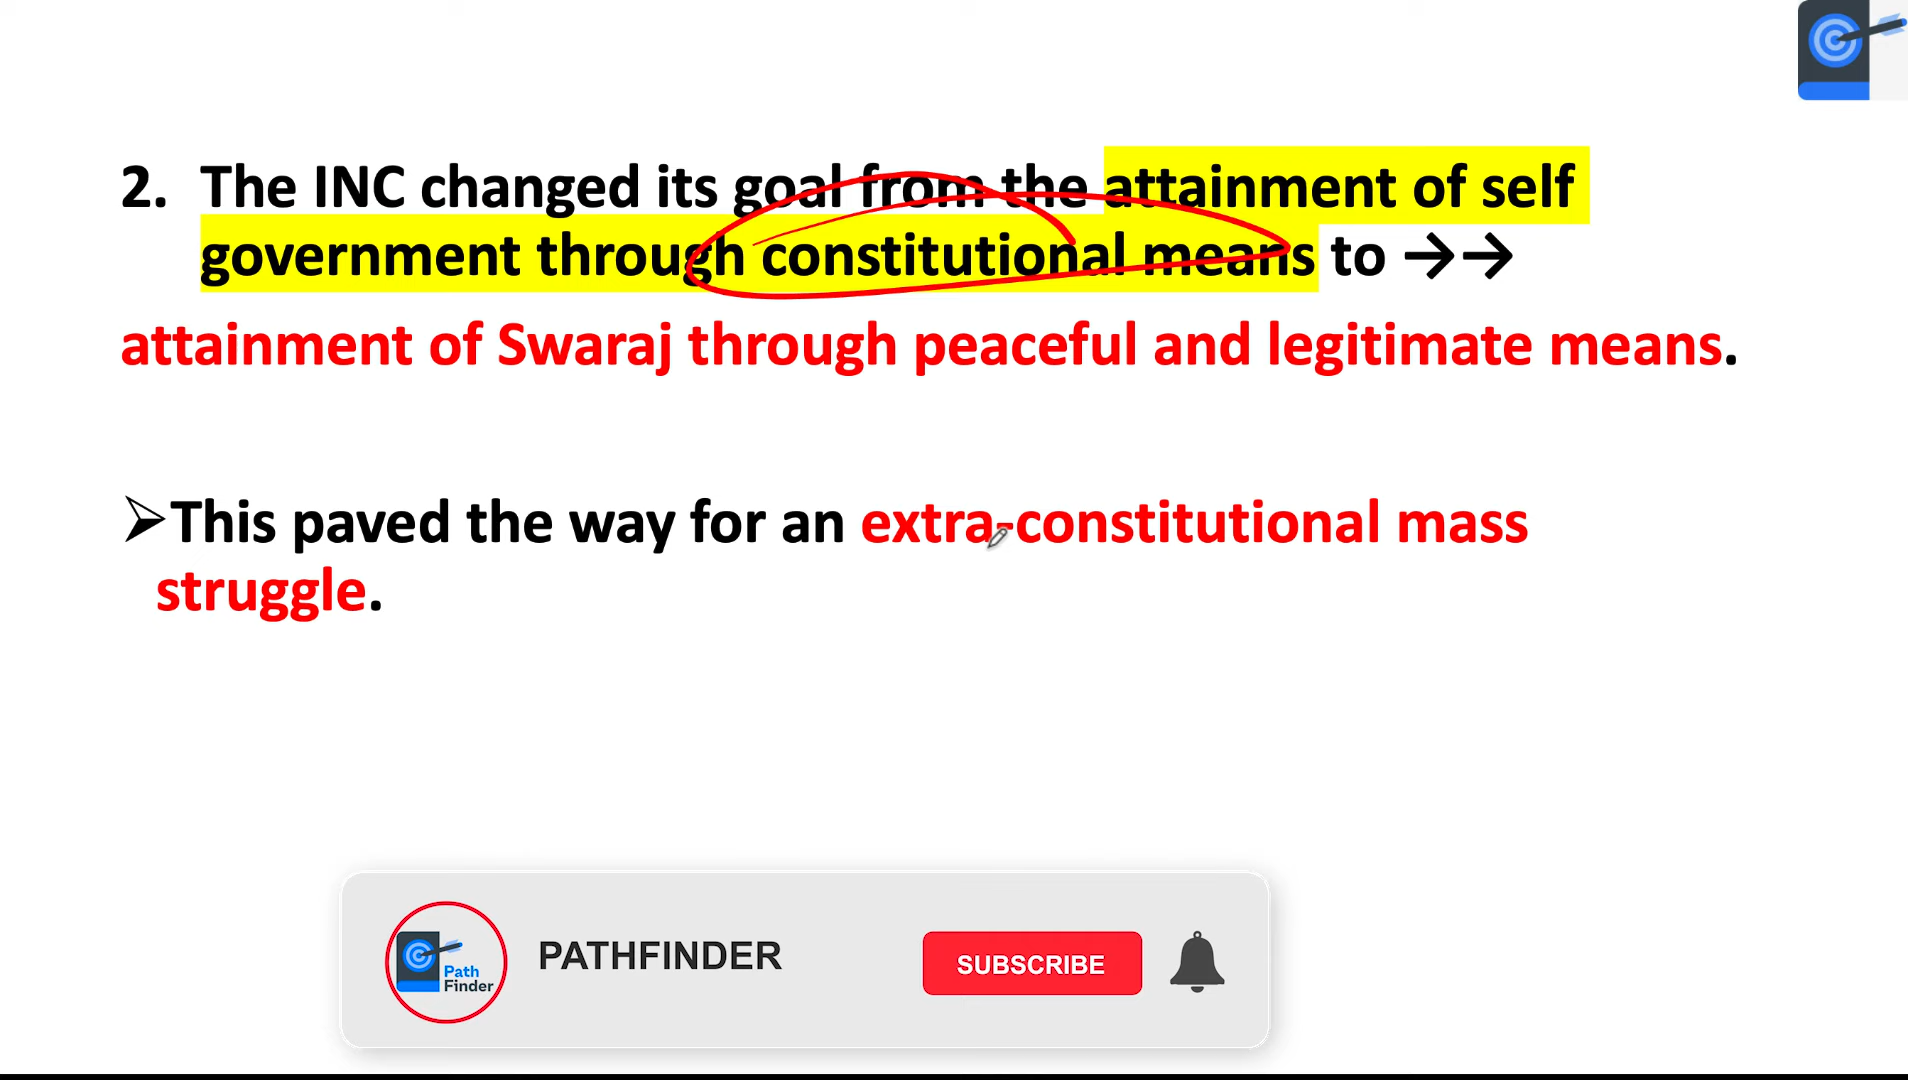 2. The INC changed its goal from the attainment of self
government through constitutional means to →→
attainment of Swaraj through peaceful and legitimate means.
➢This paved the way for an extra-constitutional mass
struggle.
Path
Finder
PATHFINDER
SUBSCRIBE